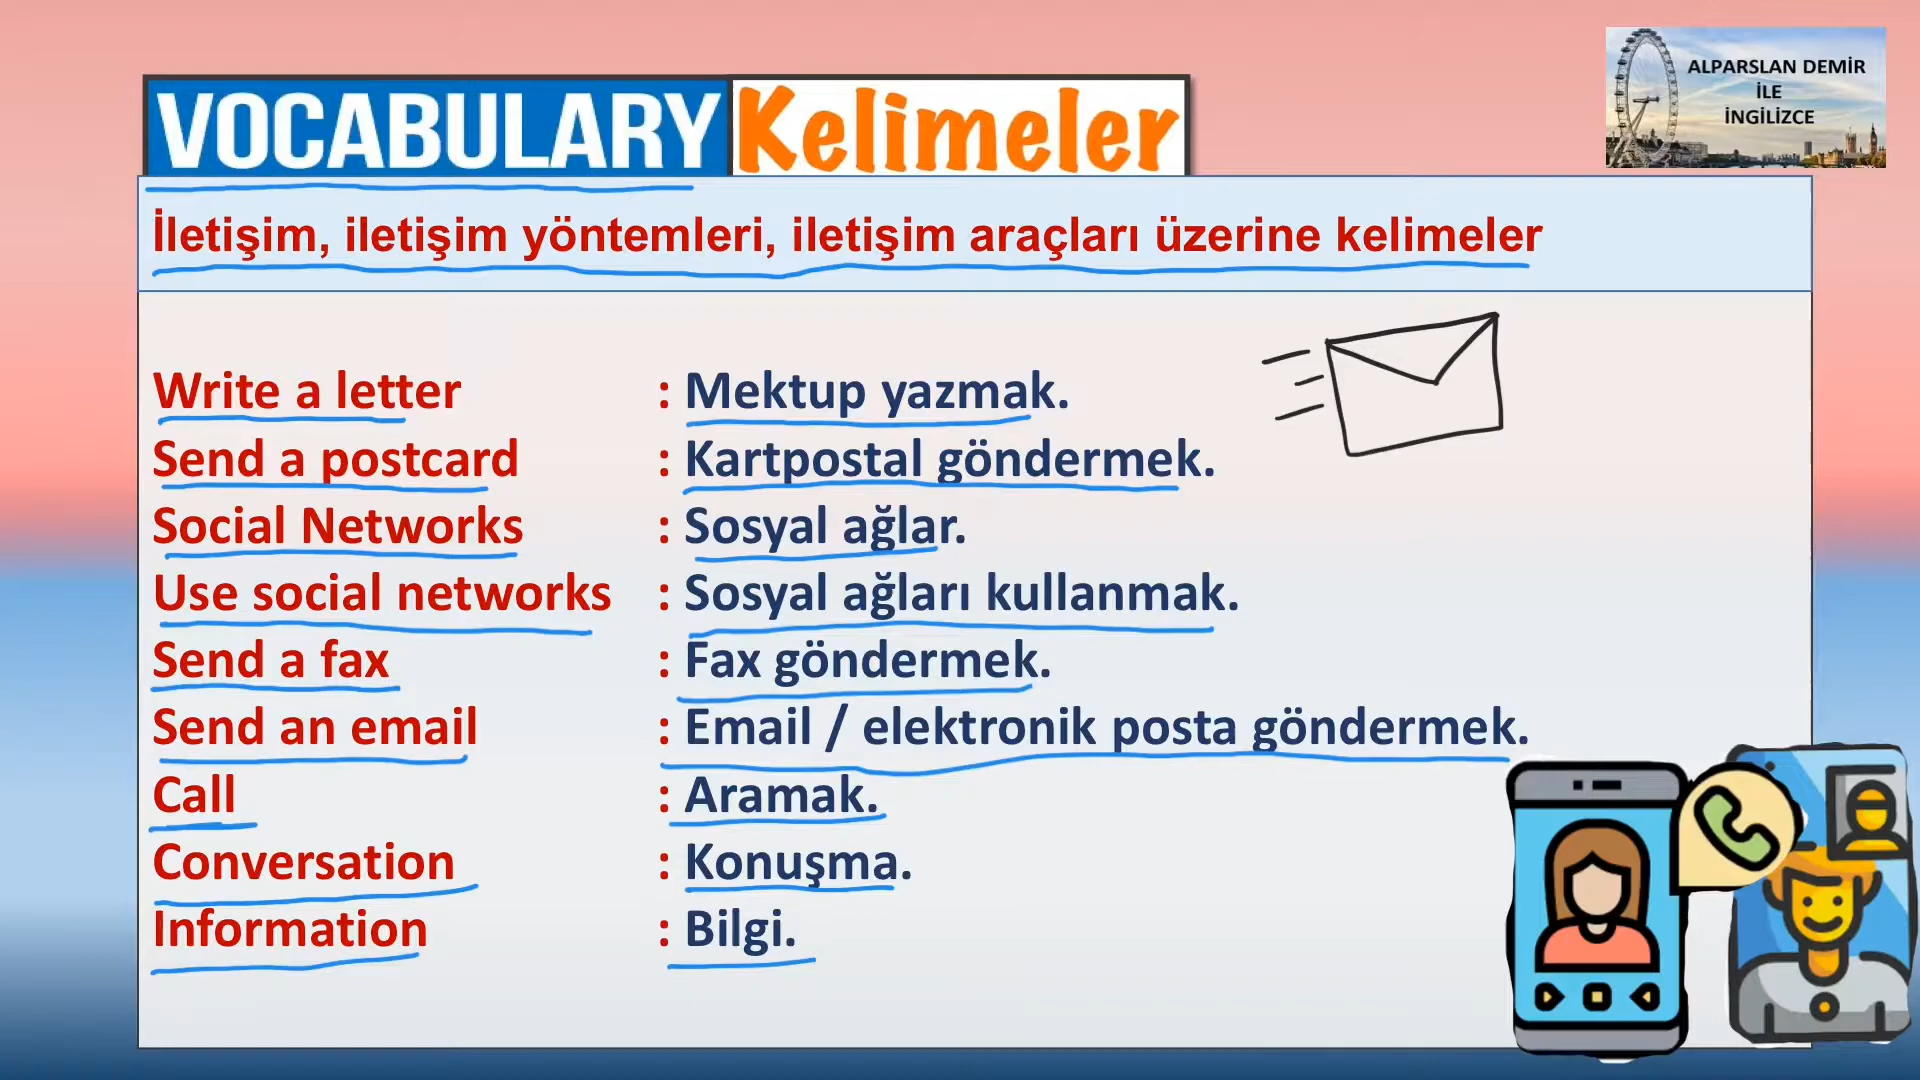 VOCABULARY Kelimeler
ALPARSLAN DEMİR
İLE
İNGİLİZCE
İletişim, iletişim yöntemleri, iletişim araçları üzerine kelimeler
Write a letter : Mektup yazmak.
Send a postcard : Kartpostal göndermek.
Social Networks : Sosyal ağlar.
Use social networks : Sosyal ağları kullanmak.
Send a fax : Fax göndermek.
Send an email : Email / elektronik posta göndermek.
Call : Aramak.
Conversation : Konuşma.
Information : Bilgi.